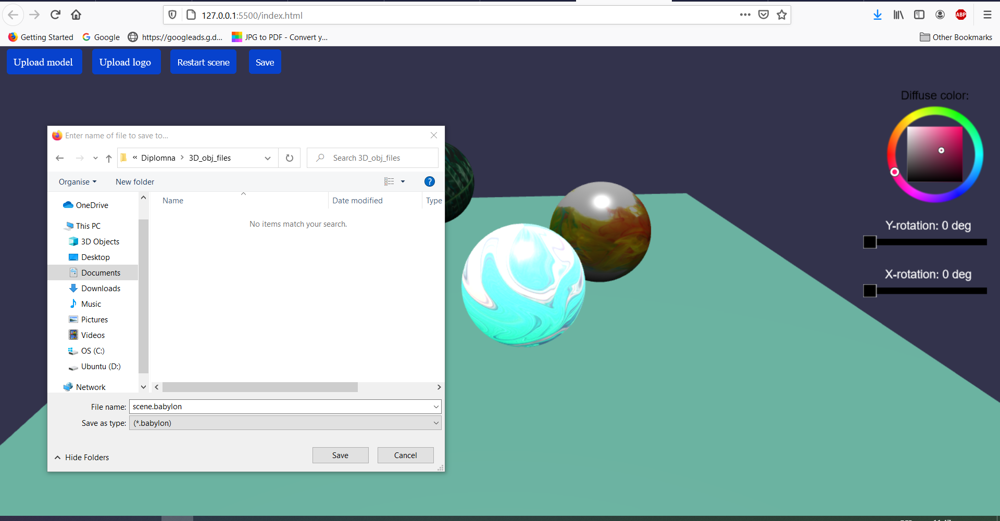 127.0.0.1:5500/index.html
Getting Started
Google
https://googleads.g.d...
JPG to PDF - Convert y...
Other Bookmarks
ABP
Upload model
Upload logo
Restart scene
Save
Diffuse color:
Y-rotation: 0 deg
X-rotation: 0 deg
Enter name of file to save to...
« Diplomna > 3D_obj_files
Search 3D_obj_files
Organise
New folder
?
Name
Date modified
Type
No items match your search.
OneDrive
This PC
3D Objects
Desktop
Documents
Downloads
Music
Pictures
Videos
OS (C:)
Ubuntu (D:)
Network
File name: scene.babylon
Save as type: (*.babylon)
Hide Folders
Save
Cancel